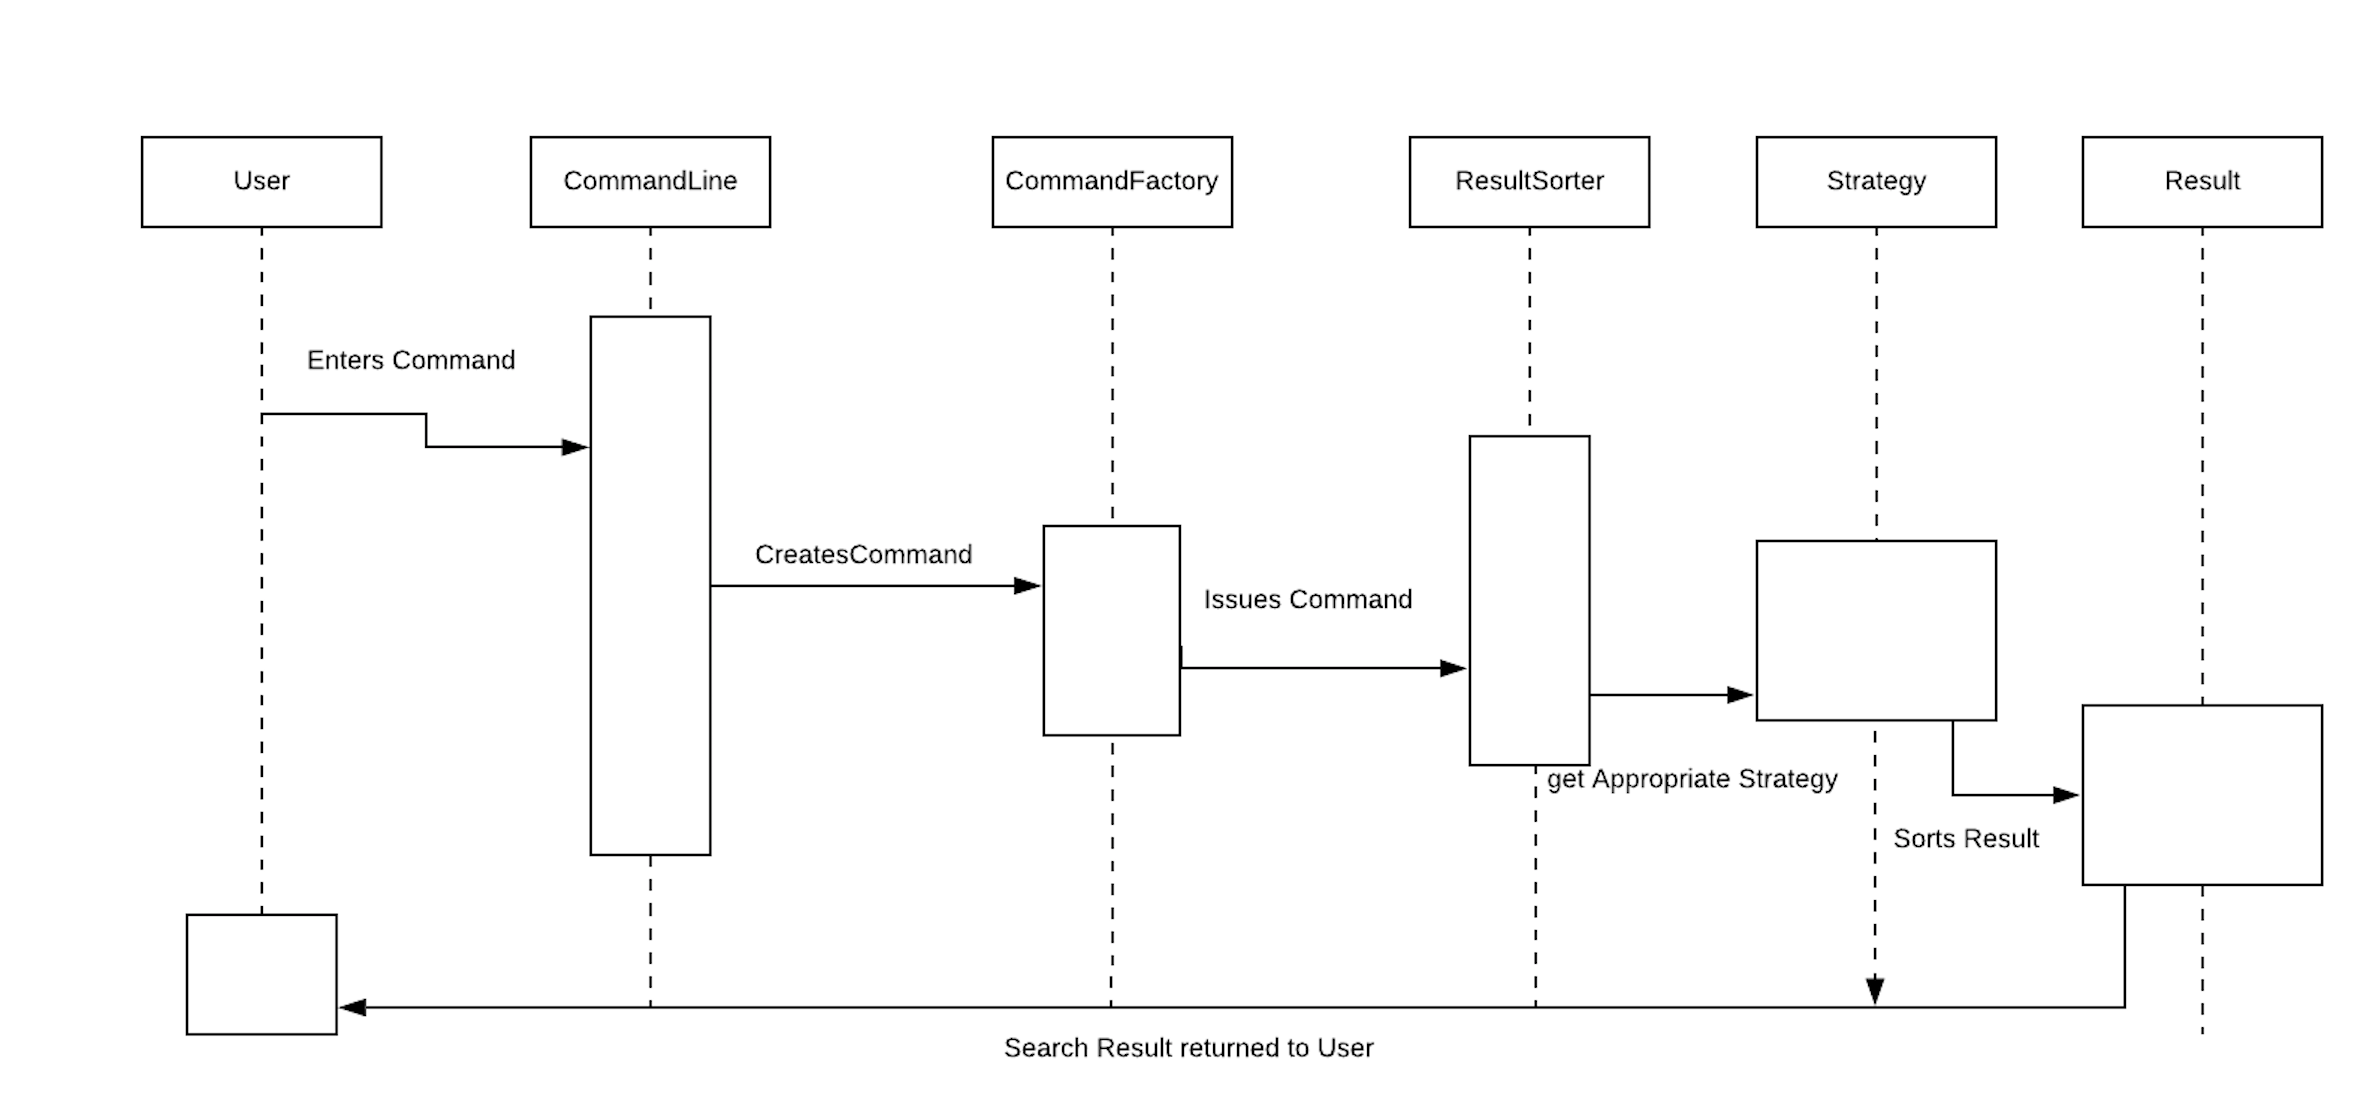 User
CommandLine
CommandFactory
ResultSorter
Strategy
Result
Enters Command
CreatesCommand
Issues Command
get Appropriate Strategy
Sorts Result
Search Result returned to User